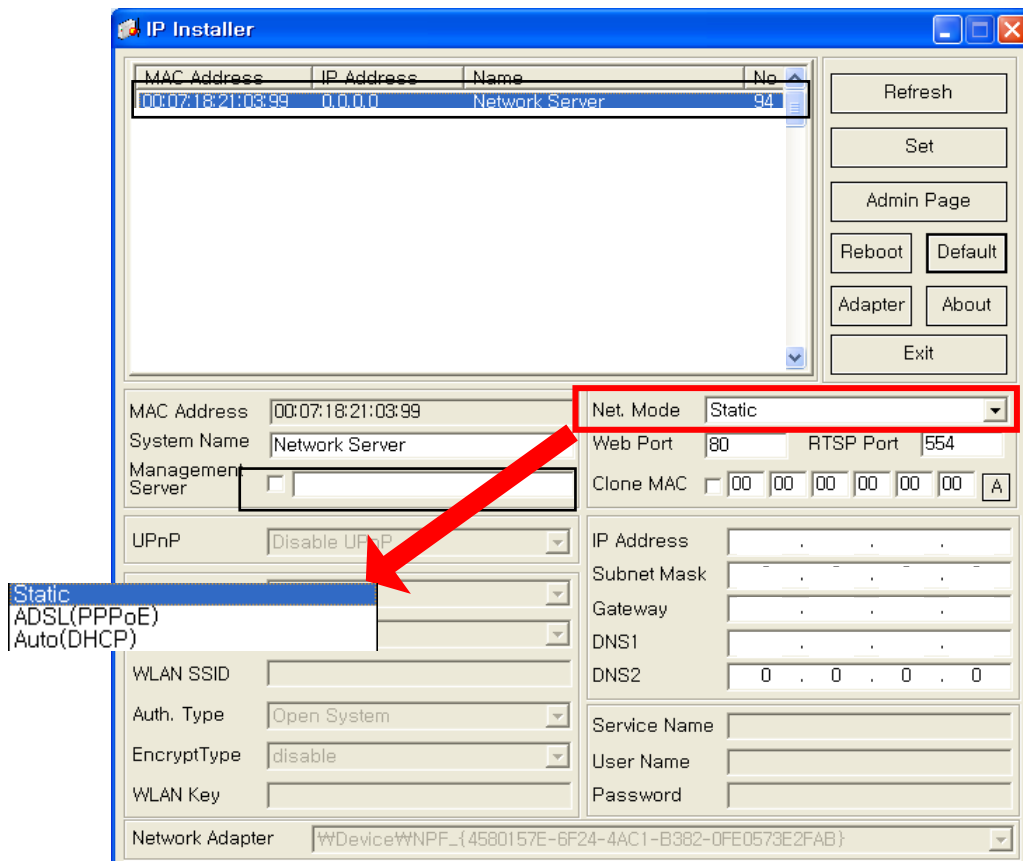 IP Installer
MAC Address IP Address Name No
00:07:18:21:03:99 0.0.0.0 Network Server 94
Refresh
Set
Admin Page
Reboot Default
Adapter About
Exit
MAC Address 00:07:18:21:03:99
System Name Network Server
Management
Server
Net. Mode Static
Web Port 80 RTSP Port 554
Clone MAC 00 00 00 00 00 00 A
UPnP Disable UPnP
Static
ADSL(PPPoE)
Auto(DHCP)
WLAN SSID
Auth. Type Open System
EncryptType disable
WLAN Key
IP Address . . .
Subnet Mask . . .
Gateway . . .
DNS1 . . .
DNS2 0 . 0 . 0 . 0
Service Name
User Name
Password
Network Adapter ₩Device₩NPF_{4580157E-6F24-4AC1-B382-0FE0573E2FAB}